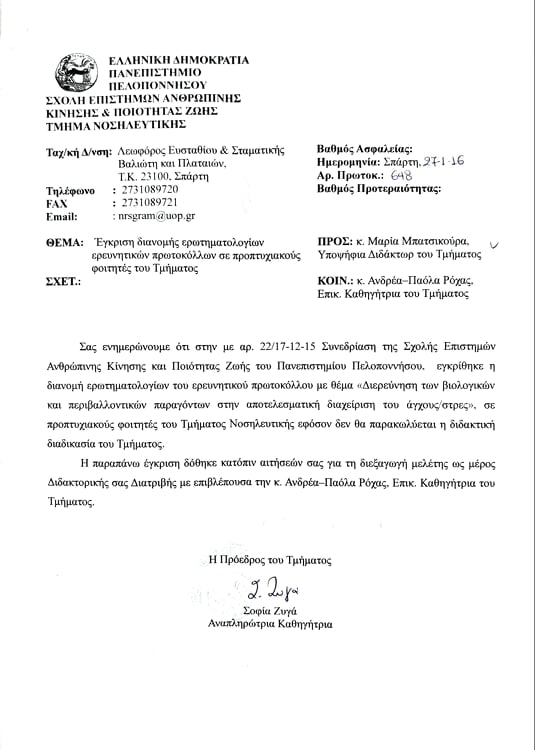 ΕΛΛΗΝΙΚΗ ΔΗΜΟΚΡΑΤΙΑ
ΠΑΝΕΠΙΣΤΗΜΙΟ
ΠΕΛΟΠΟΝΝΗΣΟΥ
ΣΧΟΛΗ ΕΠΙΣΤΗΜΩΝ ΑΝΘΡΩΠΙΝΗΣ
ΚΙΝΗΣΗΣ & ΠΟΙΟΤΗΤΑΣ ΖΩΗΣ
ΤΜΗΜΑ ΝΟΣΗΛΕΥΤΙΚΗΣ
Ταχ/κή Δ/νση: Λεωφόρος Ευσταθίου & Σταματικής
Βαλιώτη και Πλαταιών,
Τ.Κ. 23100, Σπάρτη
Τηλέφωνο : 2731089720
FAX : 2731089721
Email: : nrsgram@uop.gr
Βαθμός Ασφαλείας:
Ημερομηνία: Σπάρτη, 27-1-16
Αρ. Πρωτοκ.: 648
Βαθμός Προτεραιότητας:
ΘΕΜΑ: Έγκριση διανομής ερωτηματολογίων
ερευνητικών πρωτοκόλλων σε προπτυχιακούς
φοιτητές του Τμήματος
ΣΧΕΤ.:
ΠΡΟΣ: κ. Μαρία Μπατσικούρα,
Υποψήφια Διδάκτωρ του Τμήματος
ΚΟΙΝ.: κ. Ανδρέα–Παόλα Ρόχας,
Επικ. Καθηγήτρια του Τμήματος
Σας ενημερώνουμε ότι στην με αρ. 22/17-12-15 Συνεδρίαση της Σχολής Επιστημών
Ανθρώπινης Κίνησης και Ποιότητας Ζωής του Πανεπιστημίου Πελοποννήσου, εγκρίθηκε η
διανομή ερωτηματολογίων του ερευνητικού πρωτοκόλλου με θέμα «Διερεύνηση των βιολογικών
και περιβαλλοντικών παραγόντων στην αποτελεσματική διαχείριση του άγχους/στρες», σε
προπτυχιακούς φοιτητές του Τμήματος Νοσηλευτικής εφόσον δεν θα παρακωλύεται η διδακτική
διαδικασία του Τμήματος.
Η παραπάνω έγκριση δόθηκε κατόπιν αιτήσεών σας για τη διεξαγωγή μελέτης ως μέρος
Διδακτορικής σας Διατριβής με επιβλέπουσα την κ. Ανδρέα–Παόλα Ρόχας, Επικ. Καθηγήτρια του
Τμήματος.
Η Πρόεδρος του Τμήματος
Σ. Ζυγά
Σοφία Ζυγά
Αναπληρώτρια Καθηγήτρια